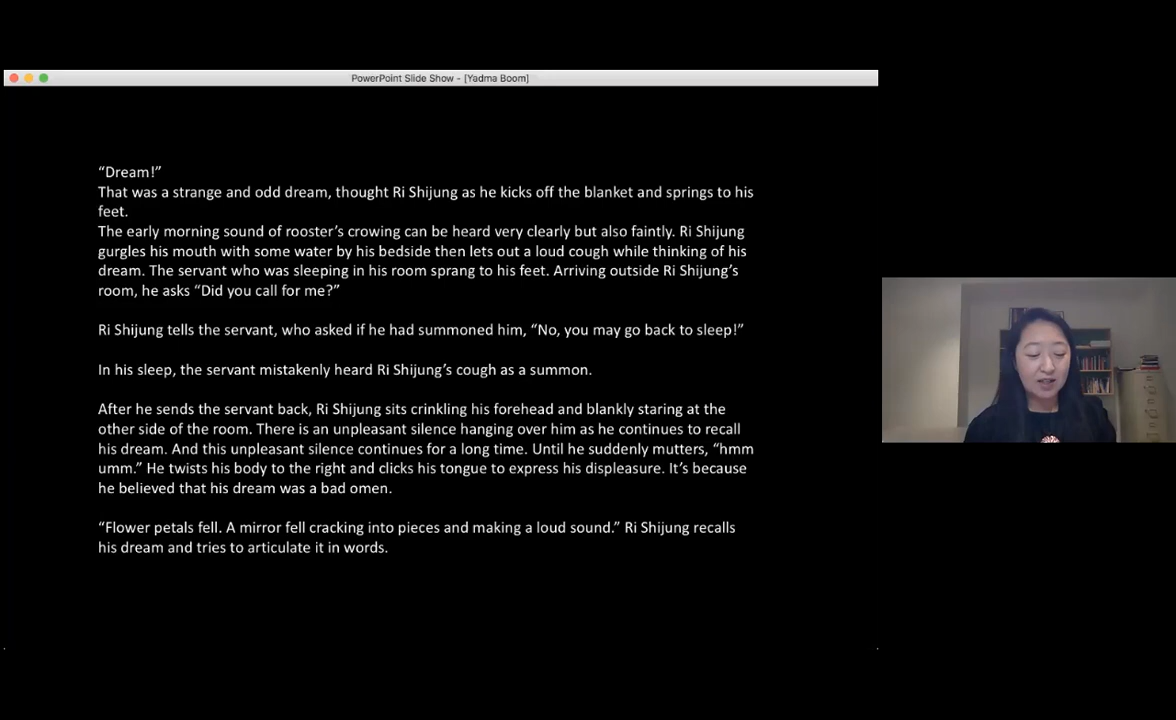 PowerPoint Slide Show - [Yadma Boom]
“Dream!”
That was a strange and odd dream, thought Ri Shijung as he kicks off the blanket and springs to his
feet.
The early morning sound of rooster’s crowing can be heard very clearly but also faintly. Ri Shijung
gurgles his mouth with some water by his bedside then lets out a loud cough while thinking of his
dream. The servant who was sleeping in his room sprang to his feet. Arriving outside Ri Shijung’s
room, he asks “Did you call for me?”
Ri Shijung tells the servant, who asked if he had summoned him, “No, you may go back to sleep!”
In his sleep, the servant mistakenly heard Ri Shijung’s cough as a summon.
After he sends the servant back, Ri Shijung sits crinkling his forehead and blankly staring at the
other side of the room. There is an unpleasant silence hanging over him as he continues to recall
his dream. And this unpleasant silence continues for a long time. Until he suddenly mutters, “hmm
umm.” He twists his body to the right and clicks his tongue to express his displeasure. It’s because
he believed that his dream was a bad omen.
“Flower petals fell. A mirror fell cracking into pieces and making a loud sound.” Ri Shijung recalls
his dream and tries to articulate it in words.